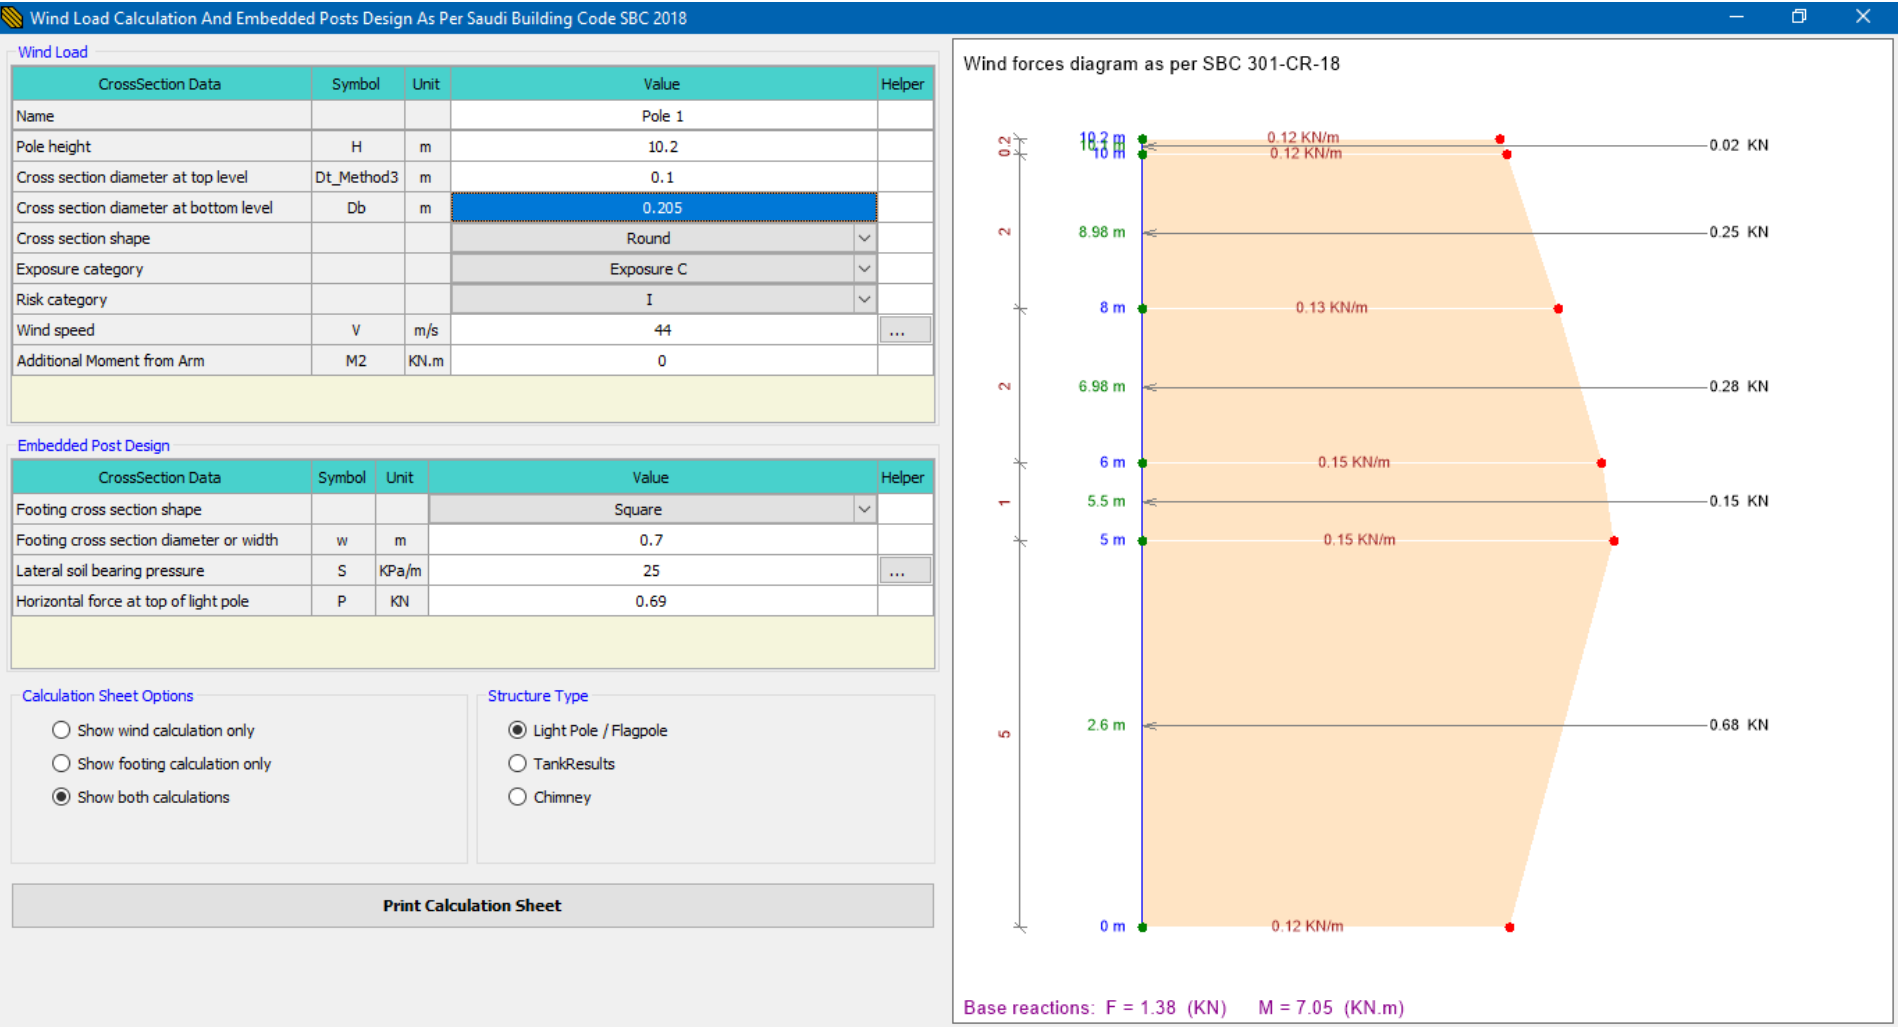 Wind Load Calculation And Embedded Posts Design As Per Saudi Building Code SBC 2018
Wind Load
CrossSection Data Symbol Unit Value Helper
Name Pole 1
Pole height H m 10.2
Cross section diameter at top level Dt_Method3 m 0.1
Cross section diameter at bottom level Db m 0.205
Cross section shape Round
Exposure category Exposure C
Risk category I
Wind speed V m/s 44 ...
Additional Moment from Arm M2 KN.m 0
Embedded Post Design
CrossSection Data Symbol Unit Value Helper
Footing cross section shape Square
Footing cross section diameter or width w m 0.7
Lateral soil bearing pressure S KPa/m 25 ...
Horizontal force at top of light pole P KN 0.69
Calculation Sheet Options
Show wind calculation only
Show footing calculation only
Show both calculations
Structure Type
Light Pole / Flagpole
TankResults
Chimney
Print Calculation Sheet
Wind forces diagram as per SBC 301-CR-18
0.2 10.2 m 0.12 KN/m
10.1 m 0.02 KN
10 m 0.12 KN/m
2 8.98 m 0.25 KN
8 m 0.13 KN/m
2 6.98 m 0.28 KN
6 m 0.15 KN/m
1 5.5 m 0.15 KN
5 m 0.15 KN/m
5 2.6 m 0.68 KN
0 m 0.12 KN/m
Base reactions: F = 1.38 (KN) M = 7.05 (KN.m)